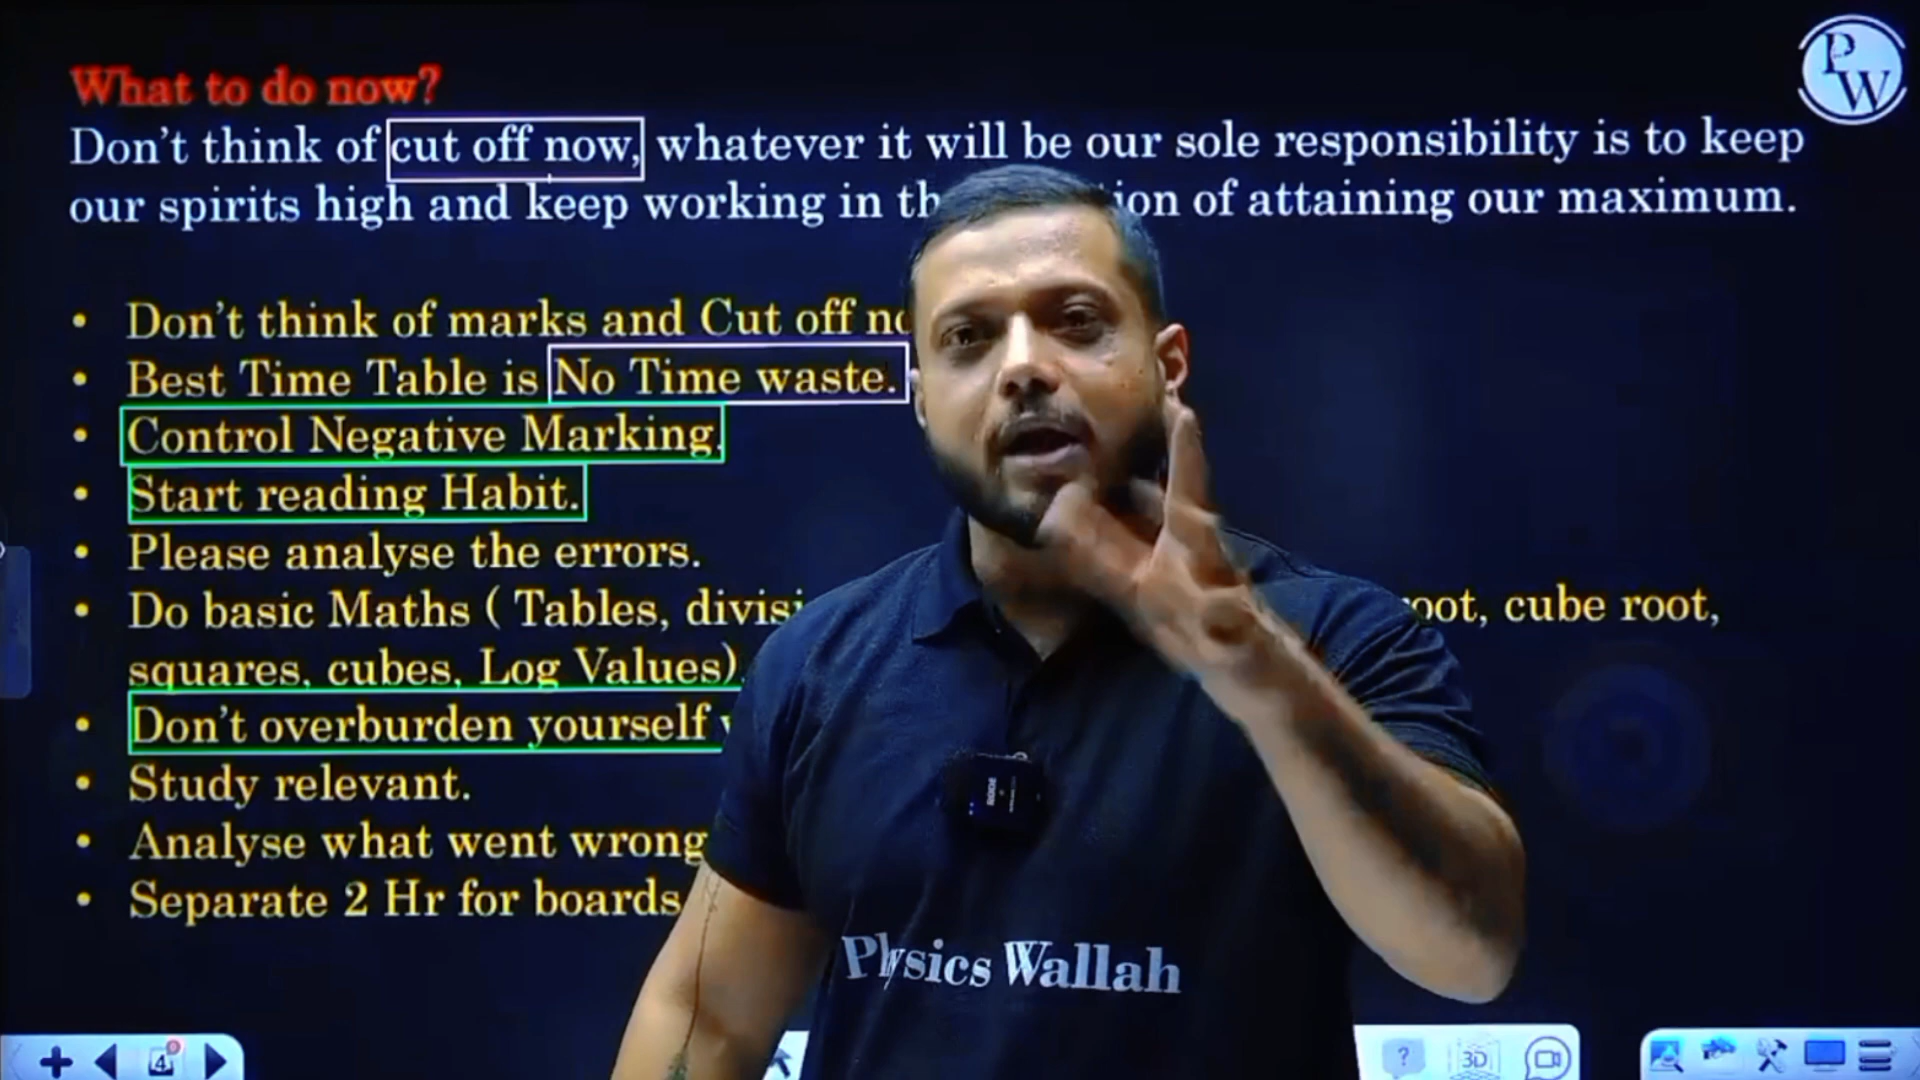 What to do now?
Don't think of cut off now, whatever it will be our sole responsibility is to keep
our spirits high and keep working in ion of attaining our maximum.
• Don't think of marks and Cut off
• Best Time Table is No Time waste.
• Control Negative Marking.
• Start reading Habit.
• Please analyse the errors.
• Do basic Maths ( Tables, root, cube root,
squares, cubes, Log Values)
• Don't overburden yourself
• Study relevant.
• Analyse what went wrong
• Separate 2 Hr for boards
PW
Physics Wallah
4
?
3D